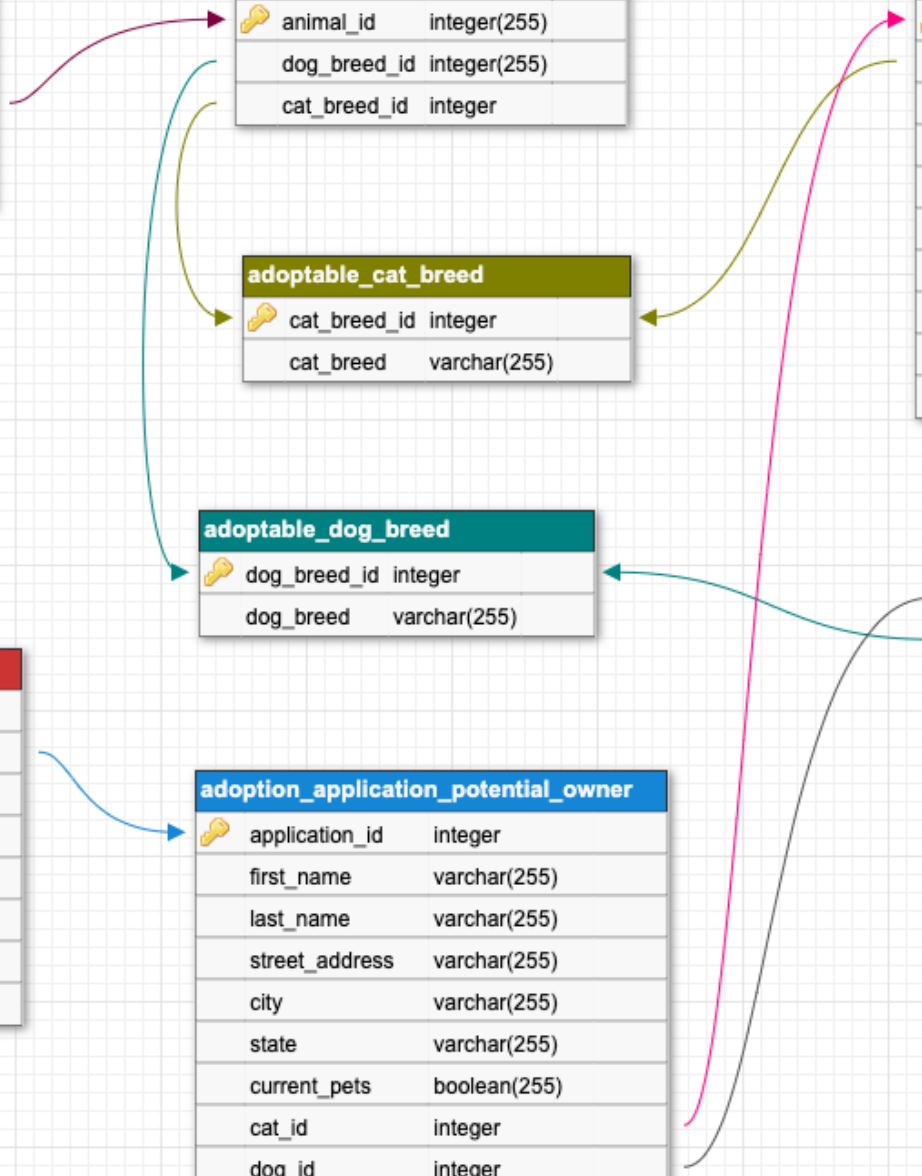 animal_id integer(255)
dog_breed_id integer(255)
cat_breed_id integer
adoptable_cat_breed
cat_breed_id integer
cat_breed varchar(255)
adoptable_dog_breed
dog_breed_id integer
dog_breed varchar(255)
adoption_application_potential_owner
application_id integer
first_name varchar(255)
last_name varchar(255)
street_address varchar(255)
city varchar(255)
state varchar(255)
current_pets boolean(255)
cat_id integer
dog_id integer